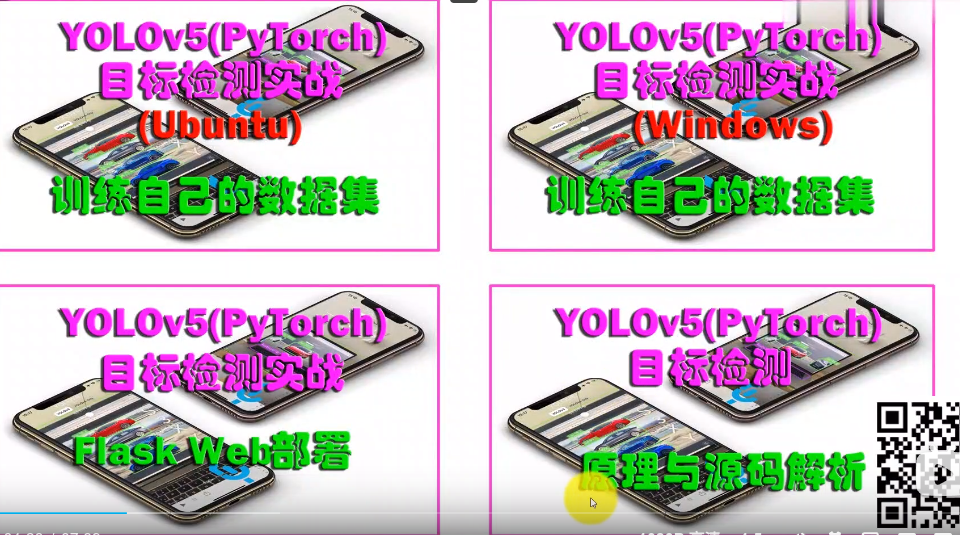 YOLOv5(PyTorch)
目标检测实战
(Ubuntu)
训练自己的数据集
YOLOv5(PyTorch)
目标检测实战
(Windows)
训练自己的数据集
YOLOv5(PyTorch)
目标检测实战
Flask Web部署
YOLOv5(PyTorch)
目标检测
原理与源码解析